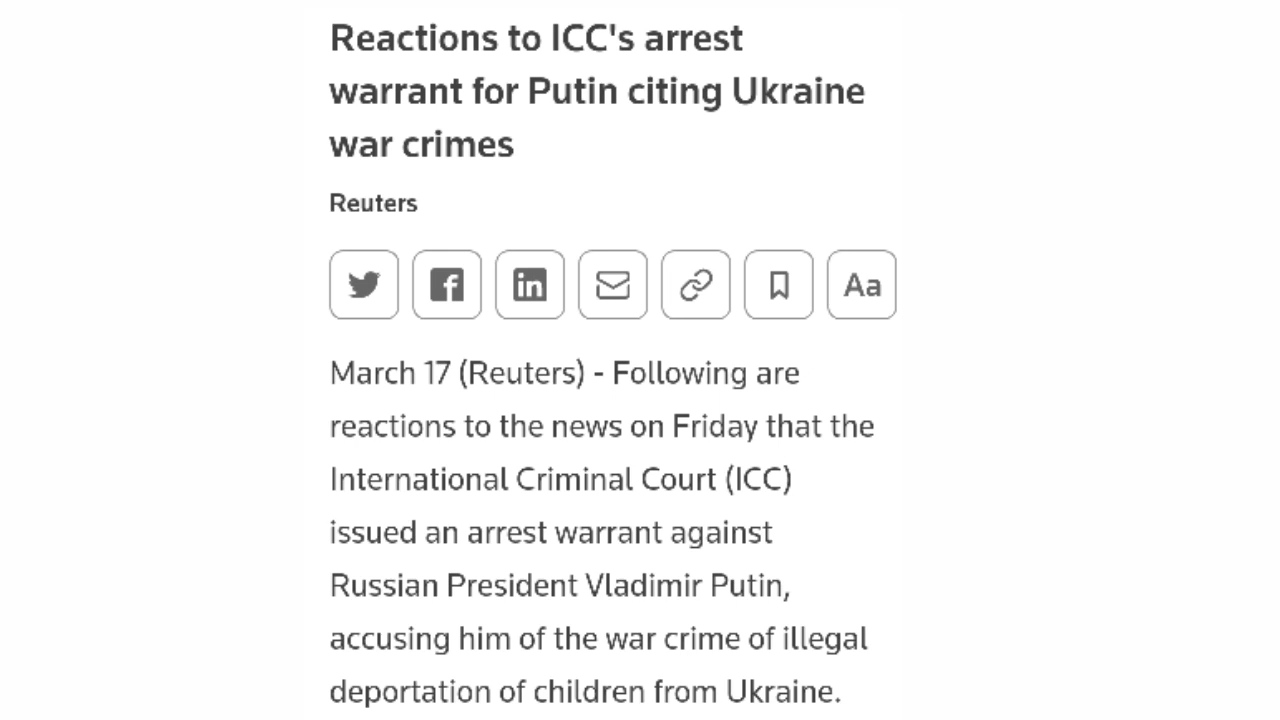 Reactions to ICC's arrest
warrant for Putin citing Ukraine
war crimes
Reuters
Aa
March 17 (Reuters) - Following are
reactions to the news on Friday that the
International Criminal Court (ICC)
issued an arrest warrant against
Russian President Vladimir Putin,
accusing him of the war crime of illegal
deportation of children from Ukraine.